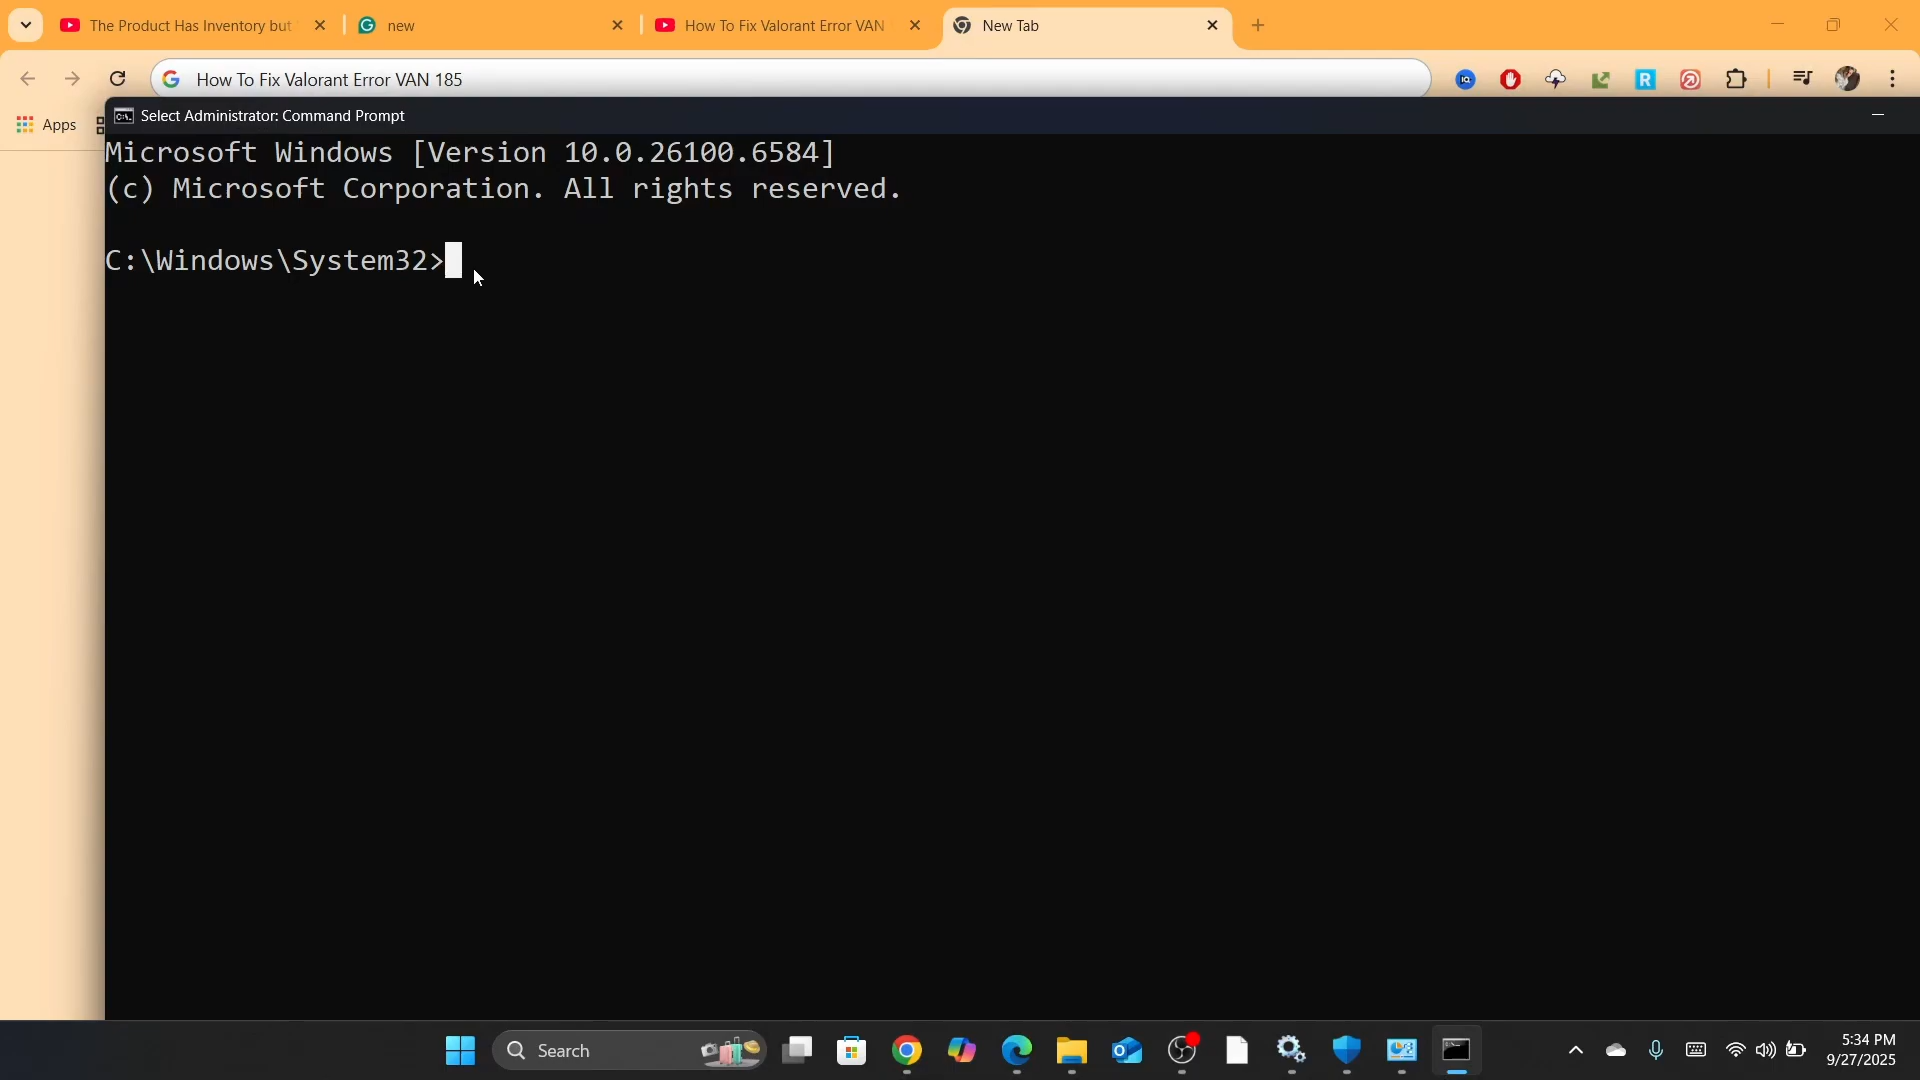 The Product Has Inventory but
new
How To Fix Valorant Error VAN
New Tab
How To Fix Valorant Error VAN 185
Apps
Select Administrator: Command Prompt
Microsoft Windows [Version 10.0.26100.6584]
(c) Microsoft Corporation. All rights reserved.
C:\Windows\System32>
Search
5:34 PM
9/27/2025